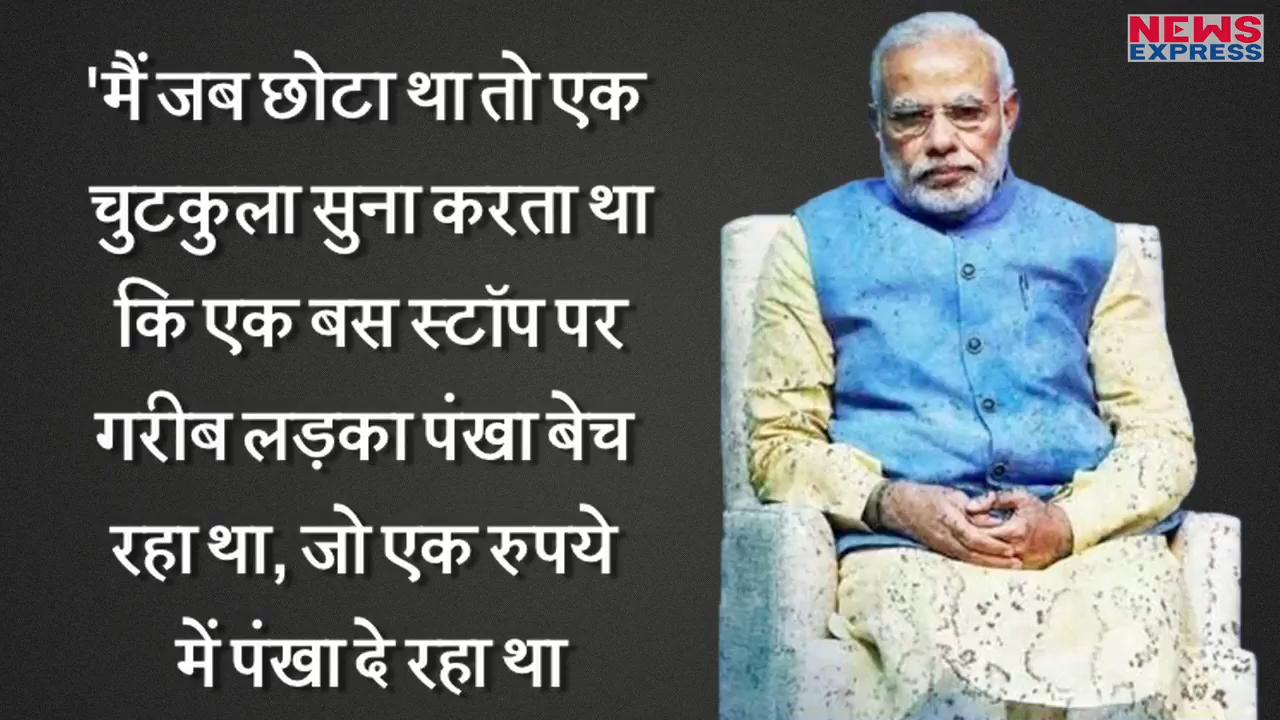 'मैं जब छोटा था तो एक
चुटकुला सुना करता था
कि एक बस स्टॉप पर
गरीब लड़का पंखा बेच
रहा था, जो एक रुपये
में पंखा दे रहा था
NEWS
EXPRESS